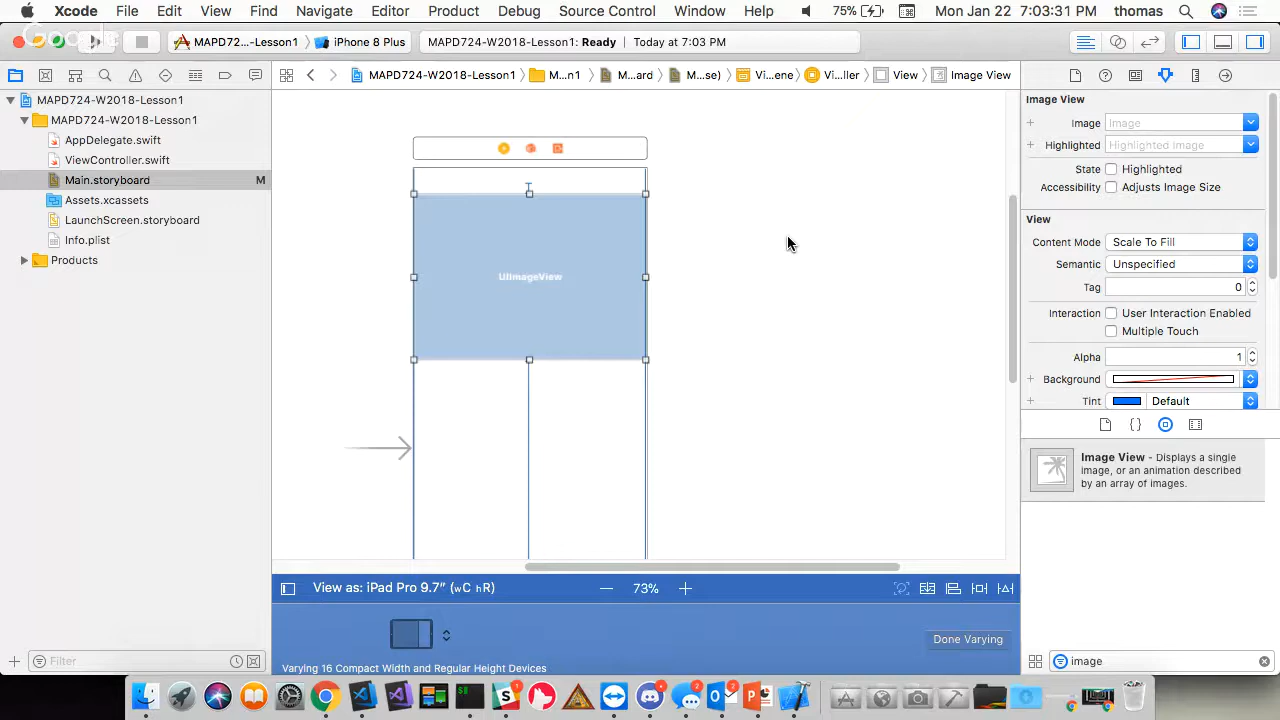 Xcode File Edit View Find Navigate Editor Product Debug Source Control Window Help 75% Mon Jan 22 7:03:31 PM thomas
MAPD72...-Lesson1 iPhone 8 Plus MAPD724-W2018-Lesson1: Ready Today at 7:03 PM
MAPD724-W2018-Lesson1 M...n1 M...ard M...se) Vi...ne) Vi...ller View Image View
MAPD724-W2018-Lesson1
MAPD724-W2018-Lesson1
AppDelegate.swift
ViewController.swift
Main.storyboard M
Assets.xcassets
LaunchScreen.storyboard
Info.plist
Products
Filter
UIImageView
View as: iPad Pro 9.7" (wC hR) 73%
Done Varying
Varying 16 Compact Width and Regular Height Devices
Image View
Image Image
Highlighted Highlighted Image
State Highlighted
Accessibility Adjusts Image Size
View
Content Mode Scale To Fill
Semantic Unspecified
Tag 0
Interaction User Interaction Enabled
Multiple Touch
Alpha 1
Background
Tint Default
Image View - Displays a single
image, or an animation described
by an array of images.
image